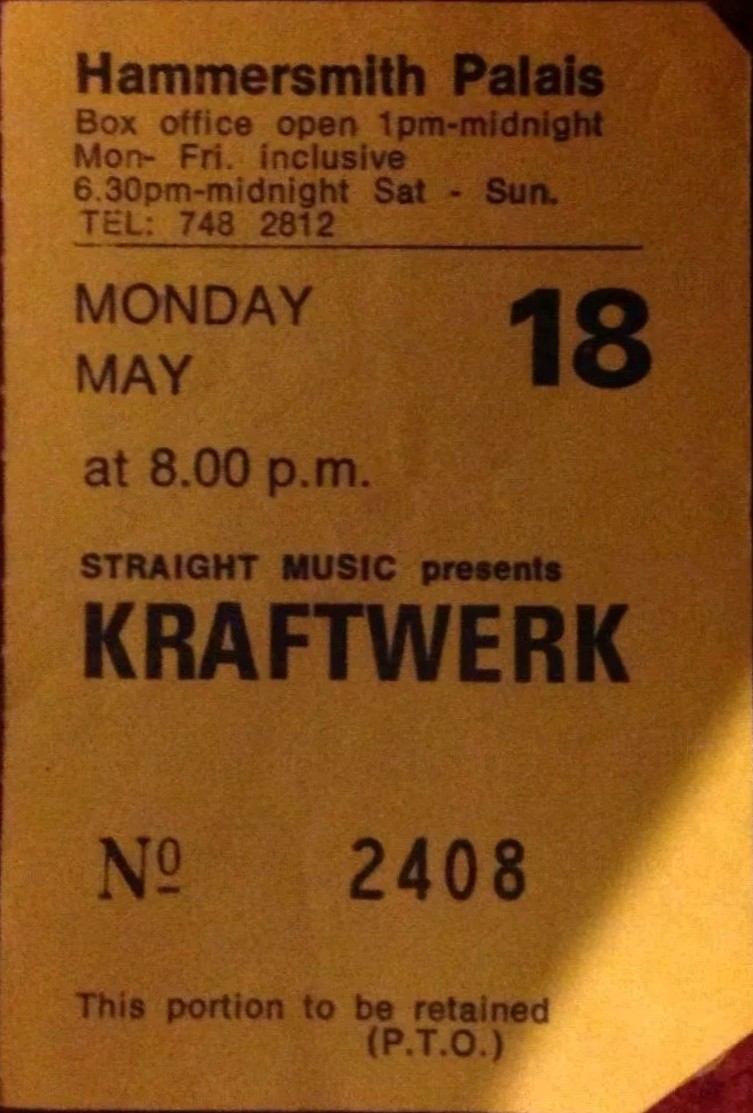 Hammersmith Palais
Box office open 1pm-midnight
Mon- Fri. inclusive
6.30pm-midnight Sat - Sun.
TEL: 748 2812
MONDAY 18
MAY
at 8.00 p.m.
STRAIGHT MUSIC presents
KRAFTWERK
Nº 2408
This portion to be retained
(P.T.O.)